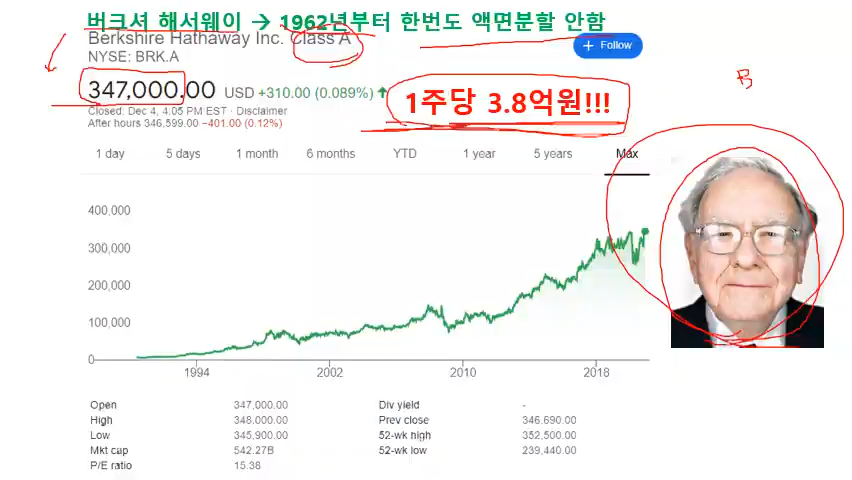 버크셔 해서웨이 → 1962년부터 한번도 액면분할 안함
Berkshire Hathaway Inc. Class A
NYSE: BRK.A
+ Follow
347,000.00 USD +310.00 (0.089%) ↑
1주당 3.8억원!!!
B
Closed: Dec 4, 4:05 PM EST · Disclaimer
After hours 346,599.00 −401.00 (0.12%)
1 day 5 days 1 month 6 months YTD 1 year 5 years Max
400,000
300,000
200,000
100,000
0
1994 2002 2010 2018
Open 347,000.00 Div yield -
High 348,000.00 Prev close 346,690.00
Low 345,900.00 52-wk high 352,500.00
Mkt cap 542.27B 52-wk low 239,440.00
P/E ratio 15.38